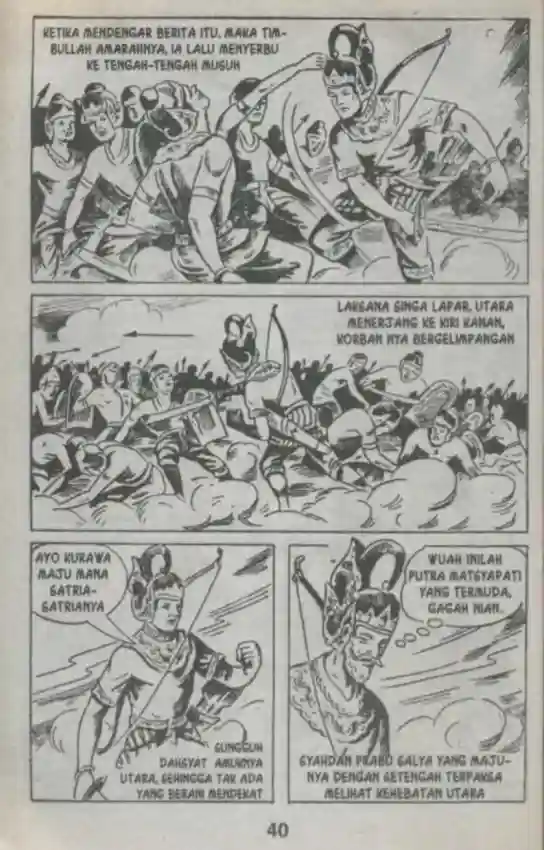 KETIKA MENDENGAR BERITA ITU, MAKA TIM-
BULLAH AMARAHNYA, IA LALU MENYERBU
KE TENGAH-TENGAH MUSUH
LAKSANA SINGA LAPAR, UTARA
MENERJANG KE KIRI KANAN,
KORBAN NYA BERGELIMPANGAN
AYO KURAWA
MAJU MANA
SATRIA-
SATRIANYA
SUNGGUH
DAHSYAT AMUKNYA
UTARA, SEHINGGA TAK ADA
YANG BERANI MENDEKAT
WUAH INILAH
PUTRA MATSYAPATI
YANG TERMUDA,
GAGAH NIAN..
SYAHDAN PRABU SALYA YANG MAJU-
NYA DENGAN SETENGAH TERPAKSA
MELIHAT KEHEBATAN UTARA
40